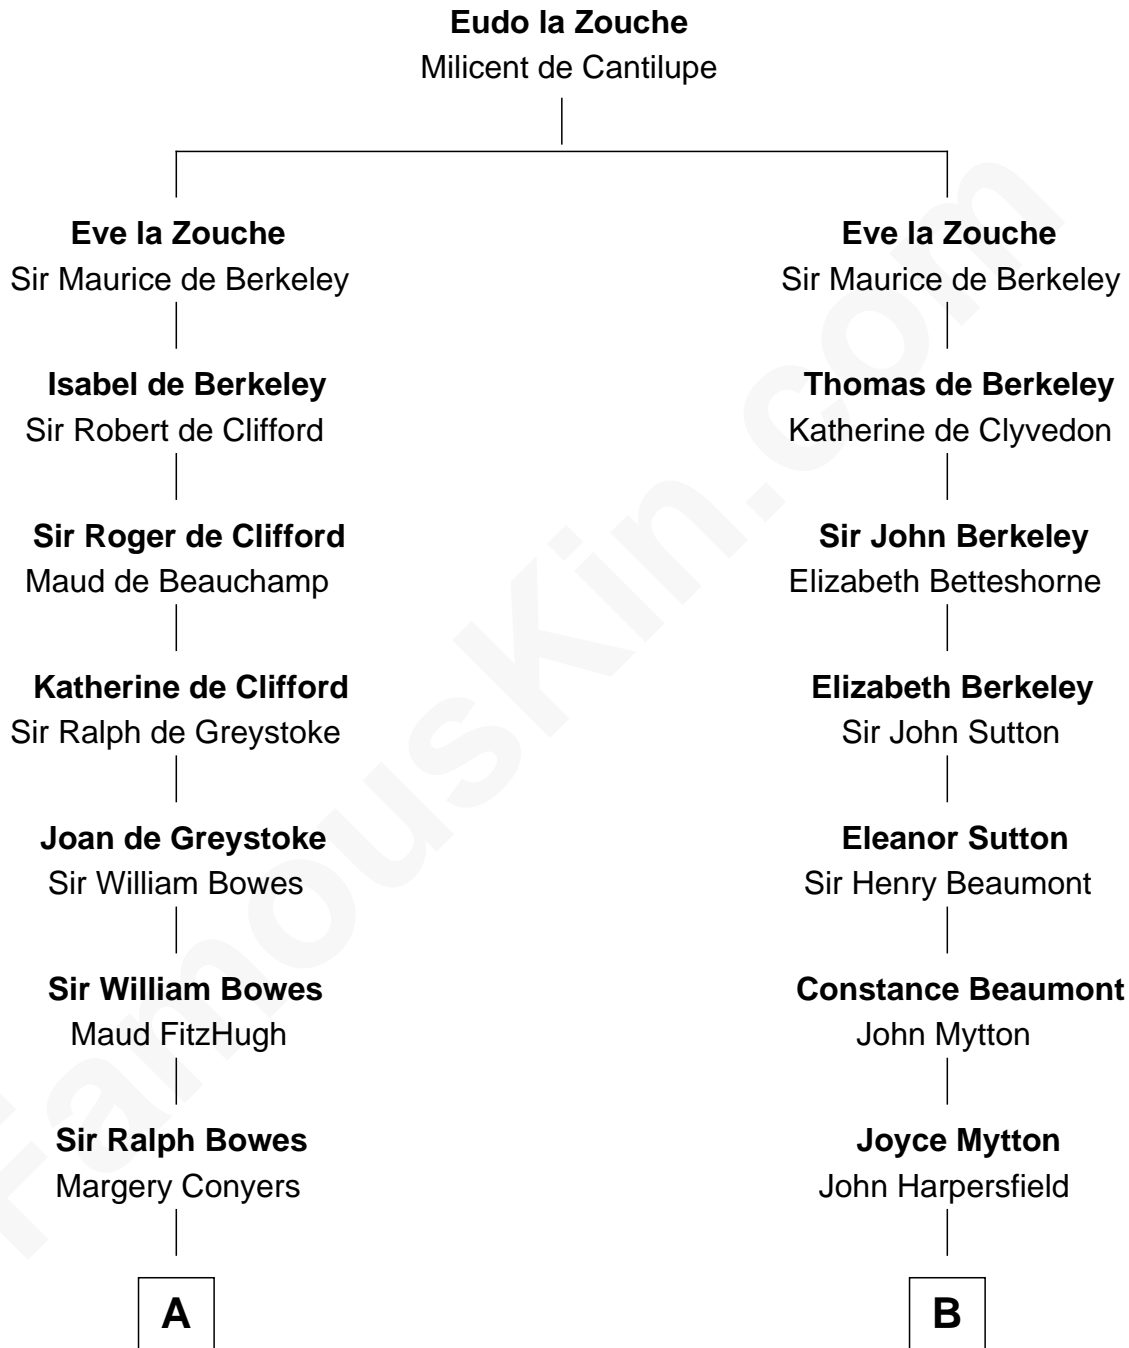 Eudo la Zouche
Milicent de Cantilupe
Eve la Zouche
Sir Maurice de Berkeley
Eve la Zouche
Sir Maurice de Berkeley
Isabel de Berkeley
Sir Robert de Clifford
Thomas de Berkeley
Katherine de Clyvedon
Sir Roger de Clifford
Maud de Beauchamp
Sir John Berkeley
Elizabeth Betteshorne
Katherine de Clifford
Sir Ralph de Greystoke
Elizabeth Berkeley
Sir John Sutton
Joan de Greystoke
Sir William Bowes
Eleanor Sutton
Sir Henry Beaumont
Sir William Bowes
Maud FitzHugh
Constance Beaumont
John Mytton
Sir Ralph Bowes
Margery Conyers
Joyce Mytton
John Harpersfield
A
B
FamousKin.com